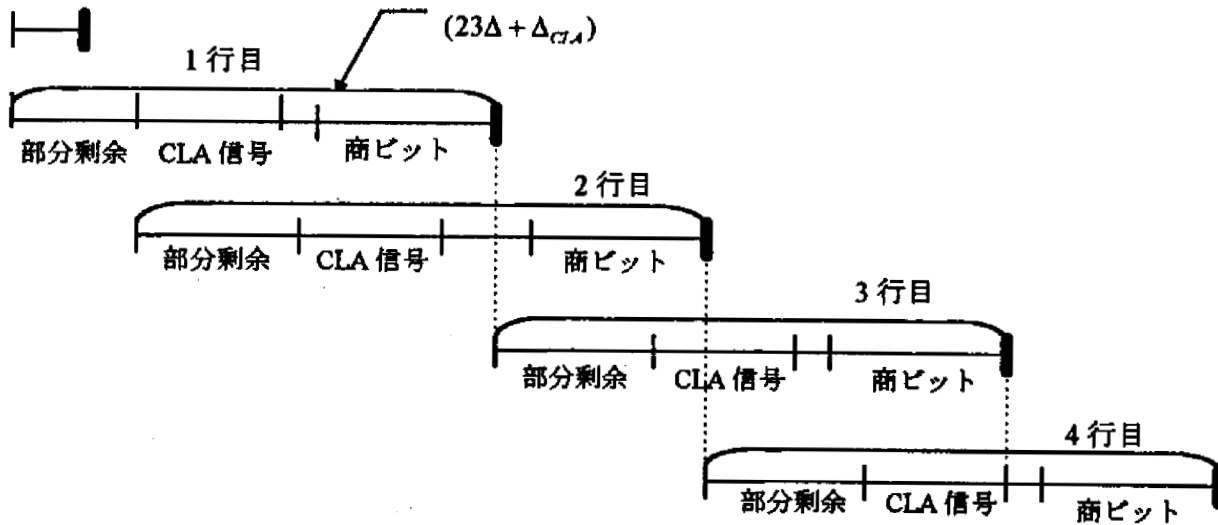 (23Δ + Δ_CLA)
1 行目
部分剰余 CLA 信号 商ビット
2 行目
部分剰余 CLA 信号 商ビット
3 行目
部分剰余 CLA 信号 商ビット
4 行目
部分剰余 CLA 信号 商ビット